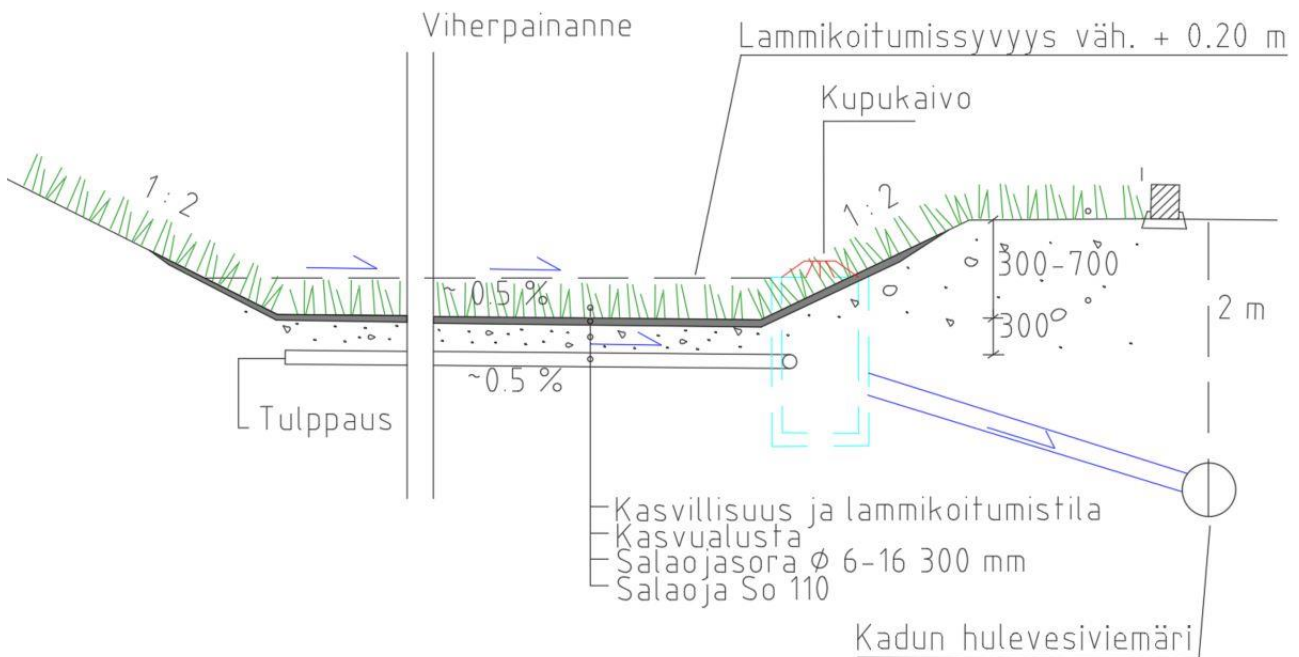 Viherpainanne
Lammikoitumissyvyys väh. + 0.20 m
Kupukaivo
1:2
1:2
~ 0.5 %
300-700
300
2 m
~0.5 %
Tulppaus
Kasvillisuus ja lammikoitumistila
Kasvualusta
Salaojasora Ø 6-16 300 mm
Salaoja So 110
Kadun hulevesiviemäri